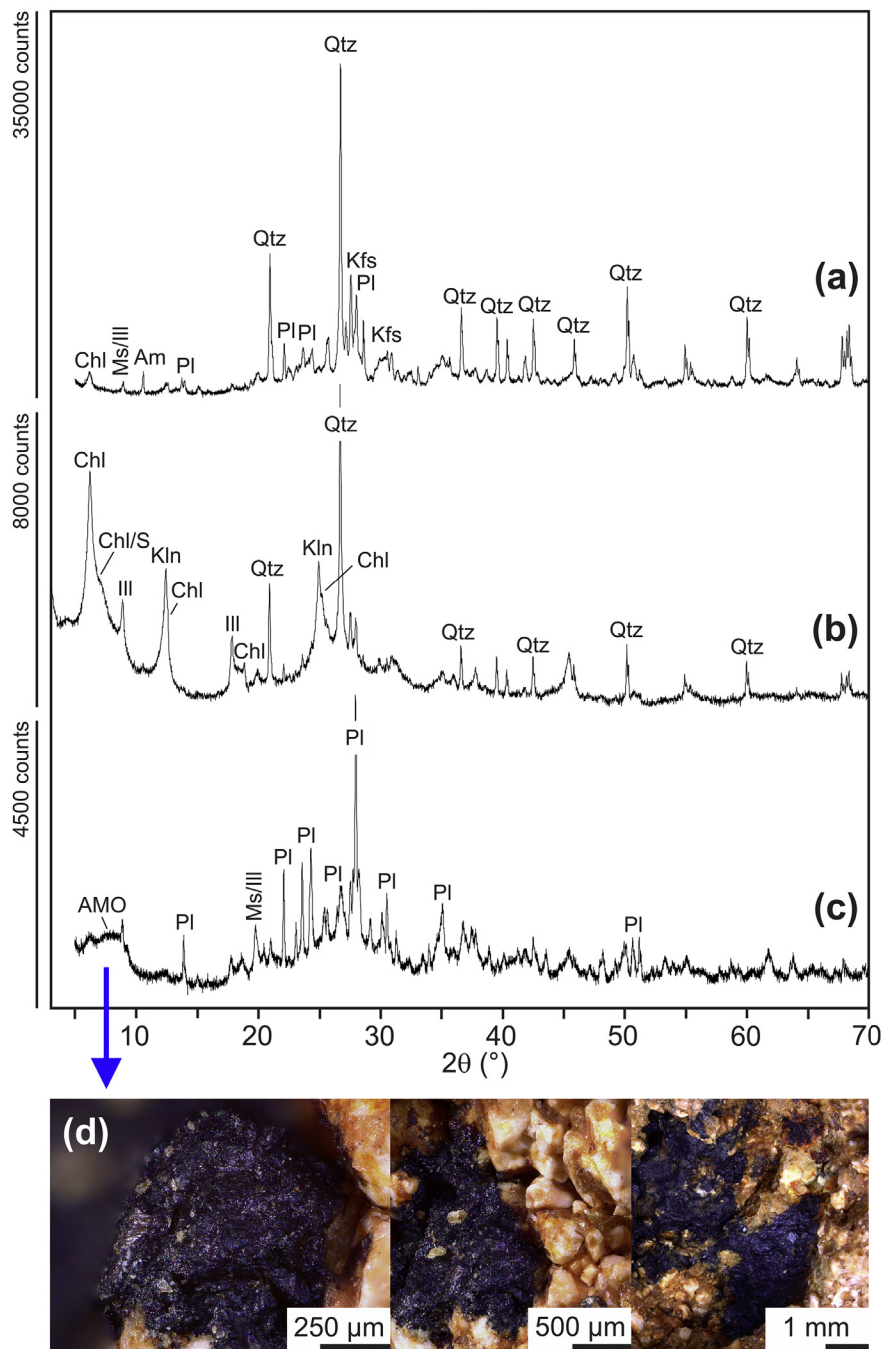 35000 counts
Qtz
Qtz
Kfs
Pl
Qtz
(a)
Qtz
Qtz
Qtz
Qtz
Qtz
Pl
Pl
Kfs
Chl
Ms/Ill
Am
Pl
8000 counts
Qtz
Chl
Chl/S
Kln
Kln
Chl
Qtz
Ill
Chl
Ill
Chl
(b)
Qtz
Qtz
Qtz
Qtz
4500 counts
Pl
Pl
Pl
Pl
Pl
Ms/Ill
AMO
Pl
Pl
Pl
(c)
10 20 30 40 50 60 70
2θ (°)
(d)
250 µm
500 µm
1 mm